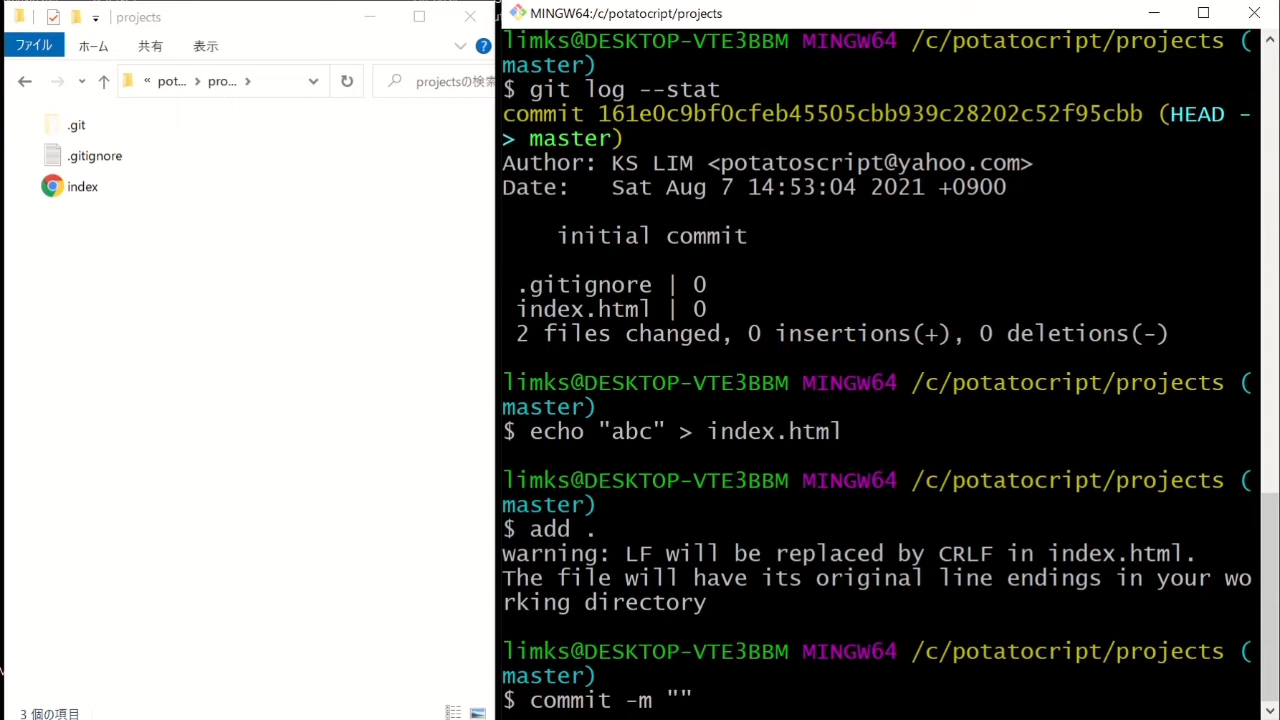 projects
ファイル
ホーム
共有
表示
« pot... › pro... ›
projectsの検索
.git
.gitignore
index
3 個の項目
MINGW64:/c/potatocript/projects
limks@DESKTOP-VTE3BBM MINGW64 /c/potatocript/projects (
master)
$ git log --stat
commit 161e0c9bf0cfeb45505cbb939c28202c52f95cbb (HEAD -
> master)
Author: KS LIM <potatoscript@yahoo.com>
Date:   Sat Aug 7 14:53:04 2021 +0900
initial commit
.gitignore | 0
index.html | 0
2 files changed, 0 insertions(+), 0 deletions(-)
limks@DESKTOP-VTE3BBM MINGW64 /c/potatocript/projects (
master)
$ echo "abc" > index.html
limks@DESKTOP-VTE3BBM MINGW64 /c/potatocript/projects (
master)
$ add .
warning: LF will be replaced by CRLF in index.html.
The file will have its original line endings in your wo
rking directory
limks@DESKTOP-VTE3BBM MINGW64 /c/potatocript/projects (
master)
$ commit -m ""